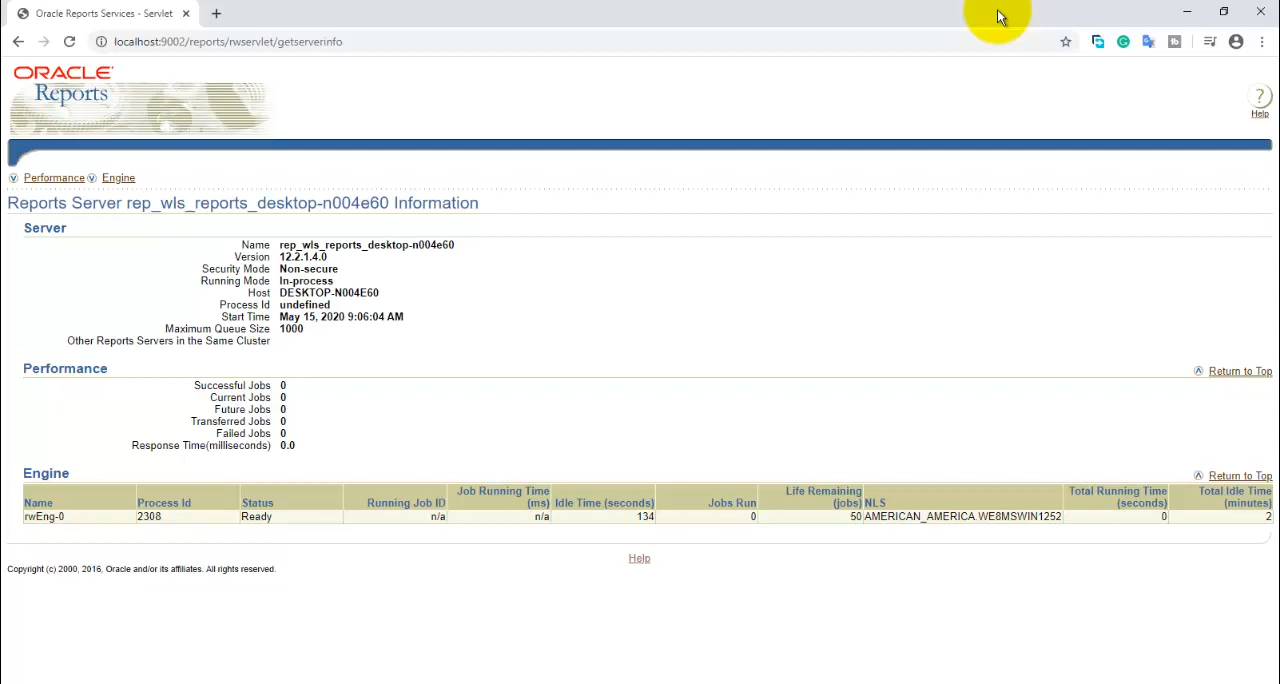 Oracle Reports Services - Servlet
localhost:9002/reports/rwservlet/getserverinfo
ORACLE
Reports
?
Help
Performance Engine
Reports Server rep_wls_reports_desktop-n004e60 Information
Server
Name rep_wls_reports_desktop-n004e60
Version 12.2.1.4.0
Security Mode Non-secure
Running Mode In-process
Host DESKTOP-N004E60
Process Id undefined
Start Time May 15, 2020 9:06:04 AM
Maximum Queue Size 1000
Other Reports Servers in the Same Cluster
Performance
Return to Top
Successful Jobs 0
Current Jobs 0
Future Jobs 0
Transferred Jobs 0
Failed Jobs 0
Response Time(milliseconds) 0.0
Engine
Return to Top
Name Process Id Status Running Job ID Job Running Time (ms) Idle Time (seconds) Jobs Run Life Remaining (jobs) NLS Total Running Time (seconds) Total Idle Time (minutes)
rwEng-0 2308 Ready n/a n/a 134 0 50 AMERICAN_AMERICA.WE8MSWIN1252 0 2
Help
Copyright (c) 2000, 2016, Oracle and/or its affiliates. All rights reserved.